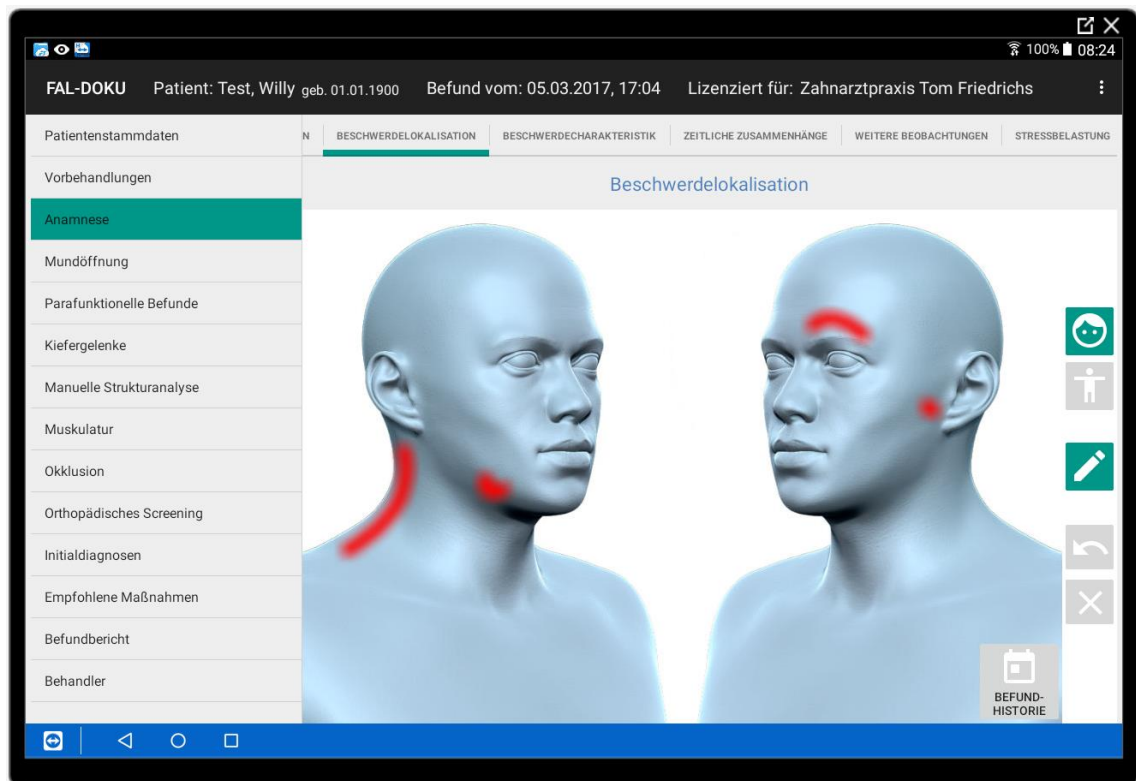 100% 08:24
FAL-DOKU Patient: Test, Willy geb. 01.01.1900 Befund vom: 05.03.2017, 17:04 Lizenziert für: Zahnarztpraxis Tom Friedrichs
N BESCHWERDELOKALISATION BESCHWERDECHARAKTERISTIK ZEITLICHE ZUSAMMENHÄNGE WEITERE BEOBACHTUNGEN STRESSBELASTUNG
Patientenstammdaten
Vorbehandlungen
Anamnese
Mundöffnung
Parafunktionelle Befunde
Kiefergelenke
Manuelle Strukturanalyse
Muskulatur
Okklusion
Orthopädisches Screening
Initialdiagnosen
Empfohlene Maßnahmen
Befundbericht
Behandler
Beschwerdelokalisation
BEFUND-
HISTORIE